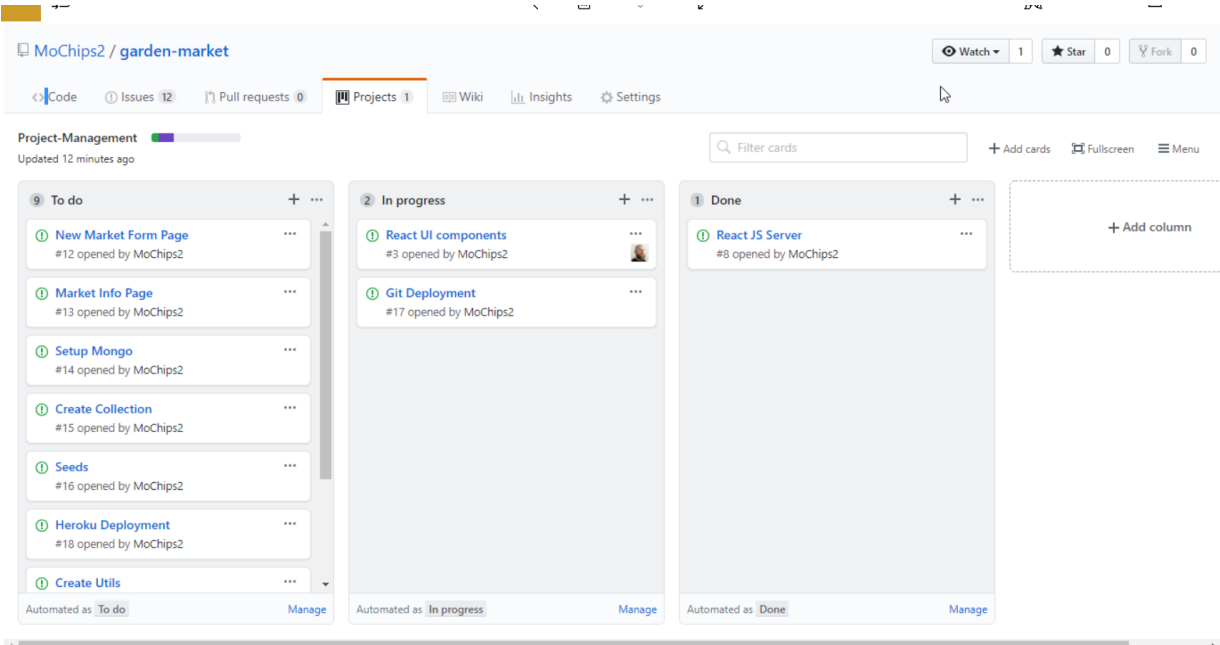 MoChips2 / garden-market
Watch 1 Star 0 Fork 0
Code Issues 12 Pull requests 0 Projects 1 Wiki Insights Settings
Project-Management
Updated 12 minutes ago
Filter cards
Add cards Fullscreen Menu
9 To do
New Market Form Page
#12 opened by MoChips2
Market Info Page
#13 opened by MoChips2
Setup Mongo
#14 opened by MoChips2
Create Collection
#15 opened by MoChips2
Seeds
#16 opened by MoChips2
Heroku Deployment
#18 opened by MoChips2
Create Utils
Automated as To do Manage
2 In progress
React UI components
#3 opened by MoChips2
Git Deployment
#17 opened by MoChips2
Automated as In progress Manage
1 Done
React JS Server
#8 opened by MoChips2
Automated as Done Manage
Add column